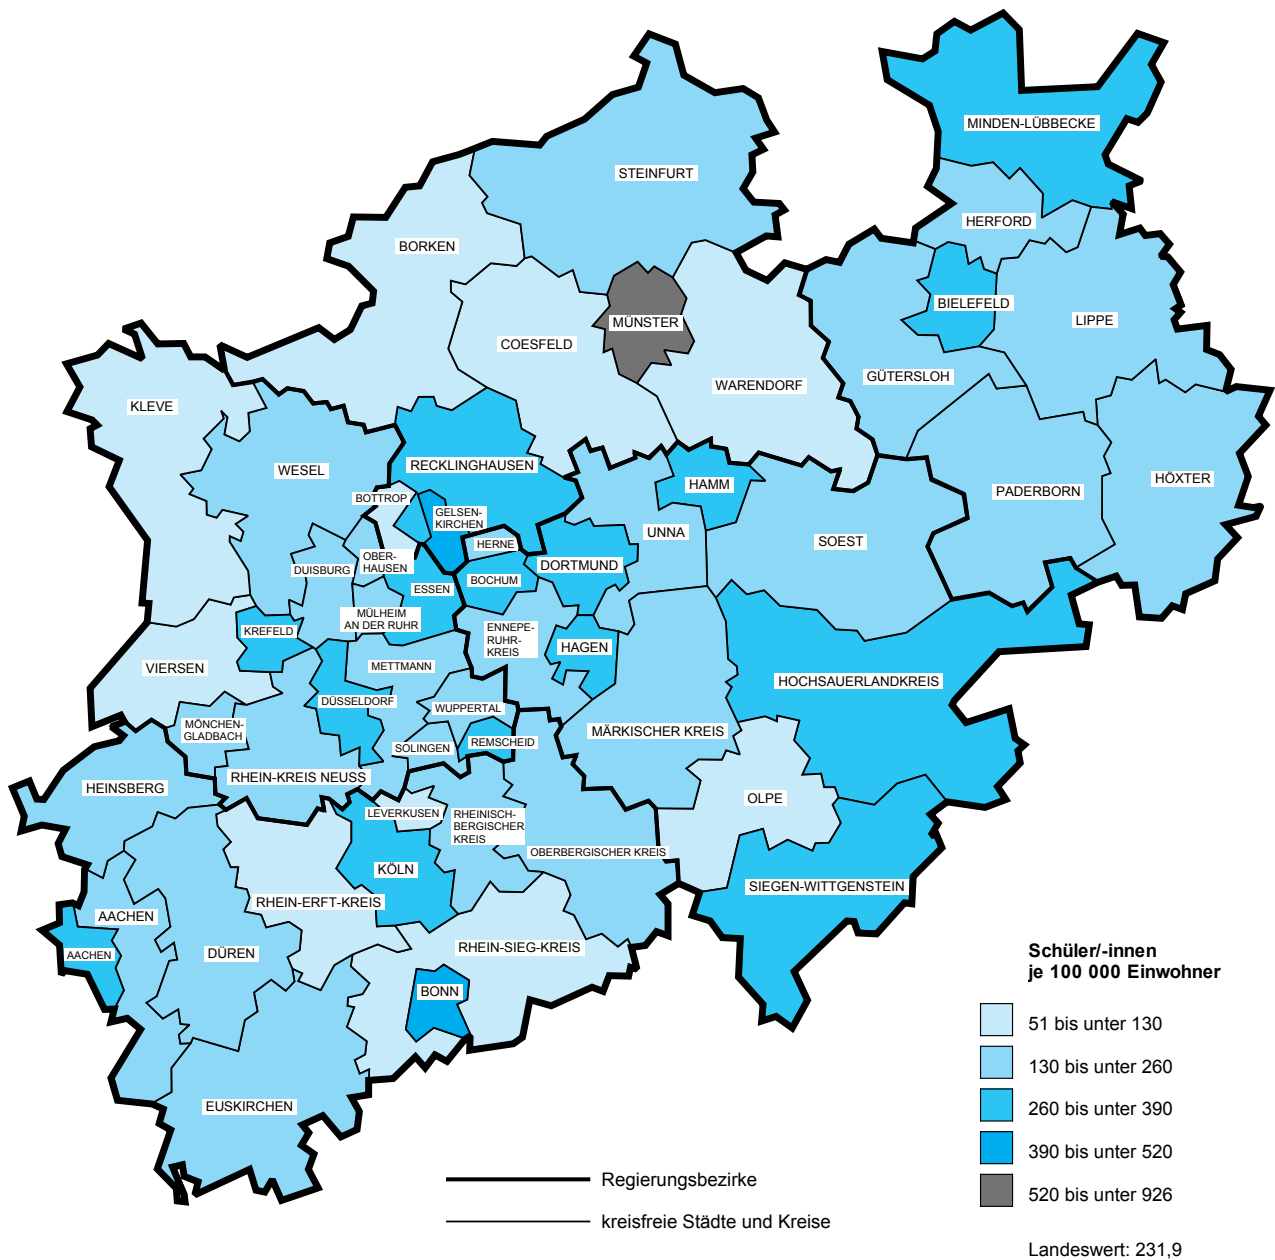 MINDEN-LÜBBECKE
STEINFURT
HERFORD
BORKEN
BIELEFELD
MÜNSTER
LIPPE
COESFELD
GÜTERSLOH
WARENDORF
KLEVE
RECKLINGHAUSEN
WESEL
HÖXTER
HAMM
PADERBORN
BOTTROP
GELSEN-
KIRCHEN
UNNA
SOEST
HERNE
OBER-
HAUSEN
DUISBURG
DORTMUND
BOCHUM
ESSEN
MÜLHEIM
AN DER RUHR
KREFELD
ENNEPE-
RUHR-
KREIS
HAGEN
VIERSEN
METTMANN
HOCHSAUERLANDKREIS
DÜSSELDORF
WUPPERTAL
MÖNCHEN-
GLADBACH
MÄRKISCHER KREIS
REMSCHEID
SOLINGEN
RHEIN-KREIS NEUSS
HEINSBERG
OLPE
LEVERKUSEN
RHEINISCH-
BERGISCHER
KREIS
OBERBERGISCHER KREIS
KÖLN
SIEGEN-WITTGENSTEIN
RHEIN-ERFT-KREIS
AACHEN
RHEIN-SIEG-KREIS
DÜREN
AACHEN
BONN
EUSKIRCHEN
Schüler/-innen
je 100 000 Einwohner
51 bis unter 130
130 bis unter 260
260 bis unter 390
390 bis unter 520
520 bis unter 926
Landeswert: 231,9
Regierungsbezirke
kreisfreie Städte und Kreise